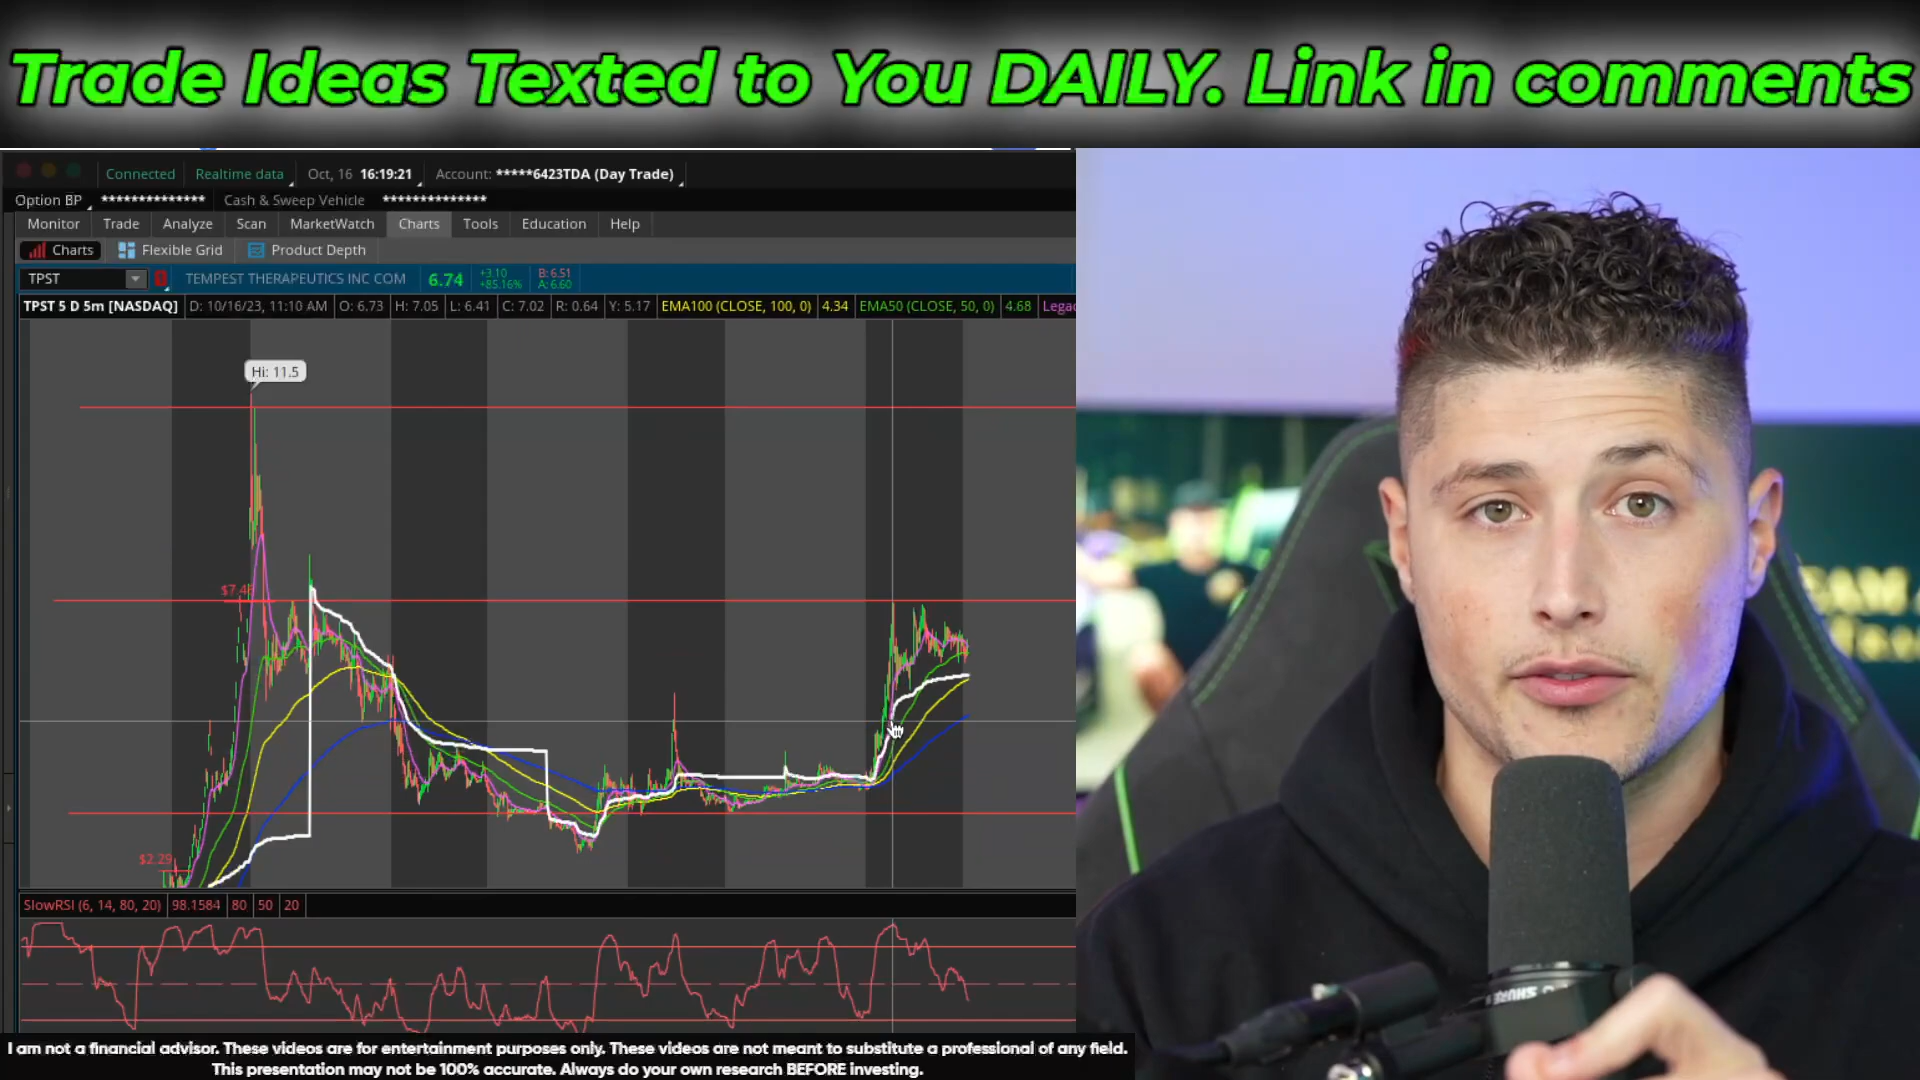 Trade Ideas Texted to You DAILY. Link in comments
Connected Realtime data Oct, 16 16:19:21 Account: *****6423TDA (Day Trade)
Option BP ************** Cash & Sweep Vehicle **************
Monitor Trade Analyze Scan MarketWatch Charts Tools Education Help
Charts Flexible Grid Product Depth
TPST TEMPEST THERAPEUTICS INC COM 6.74 +3.10 B: 6.51
+85.16% A: 6.60
TPST 5 D 5m [NASDAQ] D: 10/16/23, 11:10 AM O: 6.73 H: 7.05 L: 6.41 C: 7.02 R: 0.64 Y: 5.17 EMA100 (CLOSE, 100, 0) 4.34 EMA50 (CLOSE, 50, 0) 4.68 Legac
Hi: 11.5
$2.29
SlowRSI (6, 14, 80, 20) 98.1584 80 50 20
SHURE
I am not a financial advisor. These videos are for entertainment purposes only. These videos are not meant to substitute a professional of any field.
This presentation may not be 100% accurate. Always do your own research BEFORE investing.